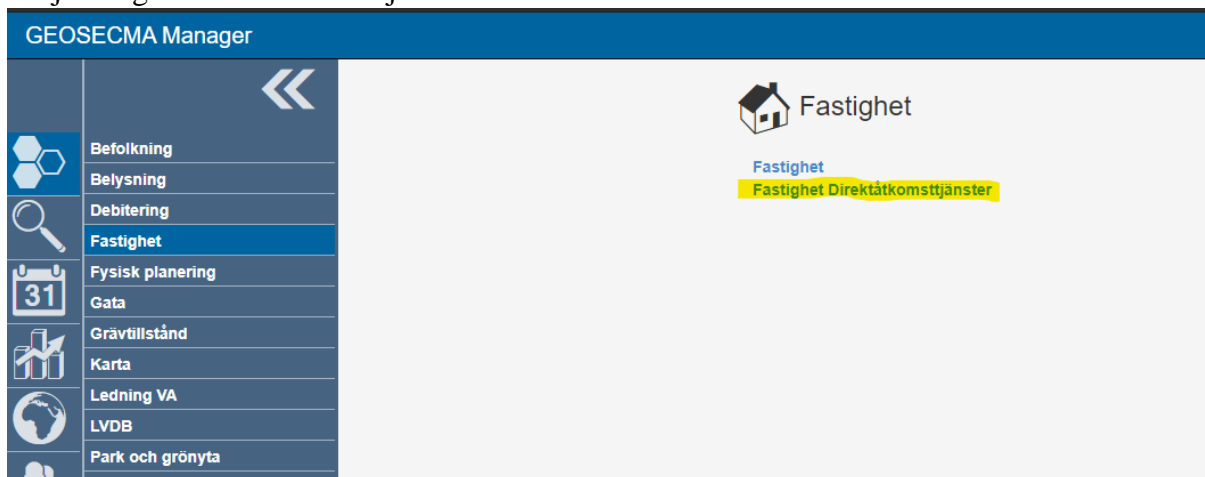 GEOSECMA Manager
Befolkning
Belysning
Debitering
Fastighet
Fysisk planering
Gata
Grävtillstånd
Karta
Ledning VA
LVDB
Park och grönyta
31
Fastighet
Fastighet
Fastighet Direktåtkomsttjänster